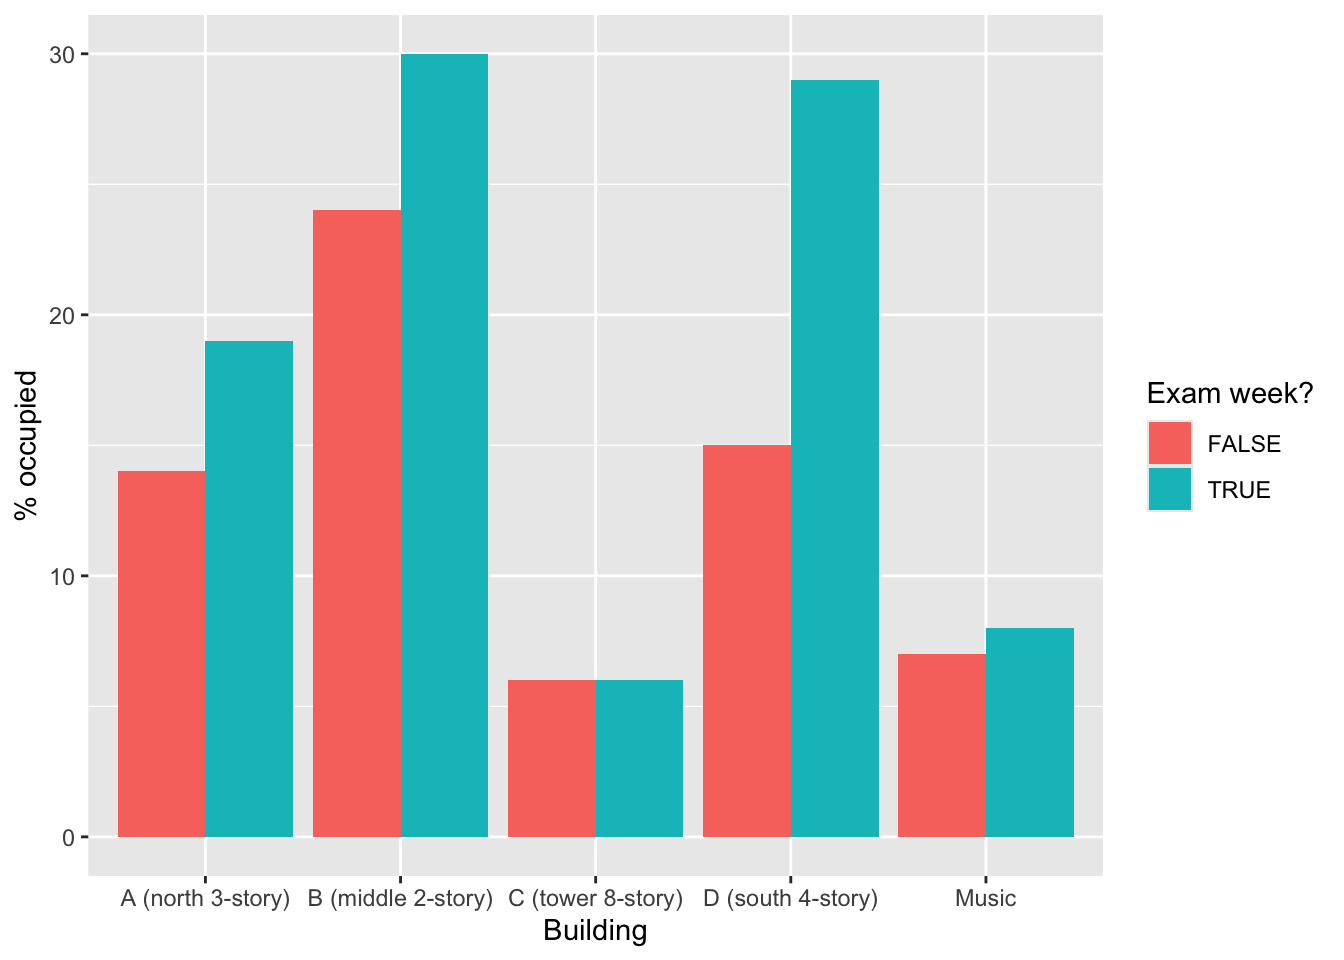 30
20
10
0
% occupied
A (north 3-story) B (middle 2-story) C (tower 8-story) D (south 4-story) Music
Building
Exam week?
FALSE
TRUE